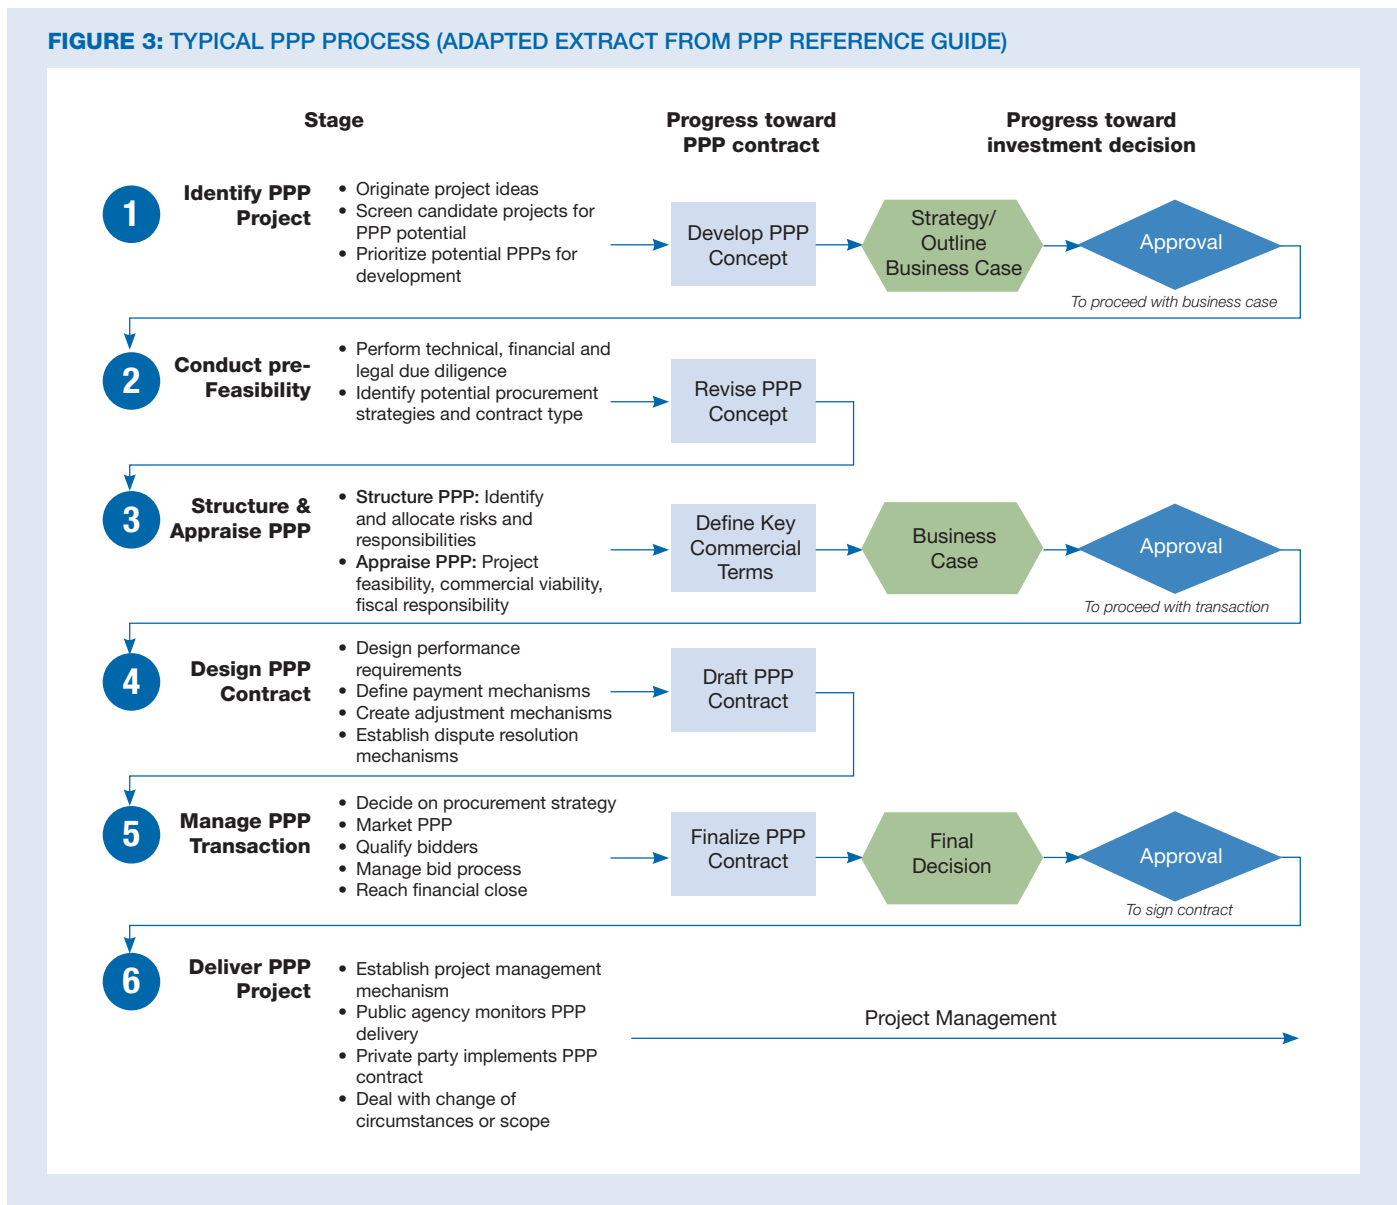 FIGURE 3: TYPICAL PPP PROCESS (ADAPTED EXTRACT FROM PPP REFERENCE GUIDE)
Stage
Progress toward
PPP contract
Progress toward
investment decision
1
Identify PPP
Project
• Originate project ideas
• Screen candidate projects for
PPP potential
• Prioritize potential PPPs for
development
Develop PPP
Concept
Strategy/
Outline
Business Case
Approval
To proceed with business case
2
Conduct pre-
Feasibility
• Perform technical, financial and
legal due diligence
• Identify potential procurement
strategies and contract type
Revise PPP
Concept
3
Structure &
Appraise PPP
• Structure PPP: Identify
and allocate risks and
responsibilities
• Appraise PPP: Project
feasibility, commercial viability,
fiscal responsibility
Define Key
Commercial
Terms
Business
Case
Approval
To proceed with transaction
4
Design PPP
Contract
• Design performance
requirements
• Define payment mechanisms
• Create adjustment mechanisms
• Establish dispute resolution
mechanisms
Draft PPP
Contract
5
Manage PPP
Transaction
• Decide on procurement strategy
• Market PPP
• Qualify bidders
• Manage bid process
• Reach financial close
Finalize PPP
Contract
Final
Decision
Approval
To sign contract
6
Deliver PPP
Project
• Establish project management
mechanism
• Public agency monitors PPP
delivery
• Private party implements PPP
contract
• Deal with change of
circumstances or scope
Project Management